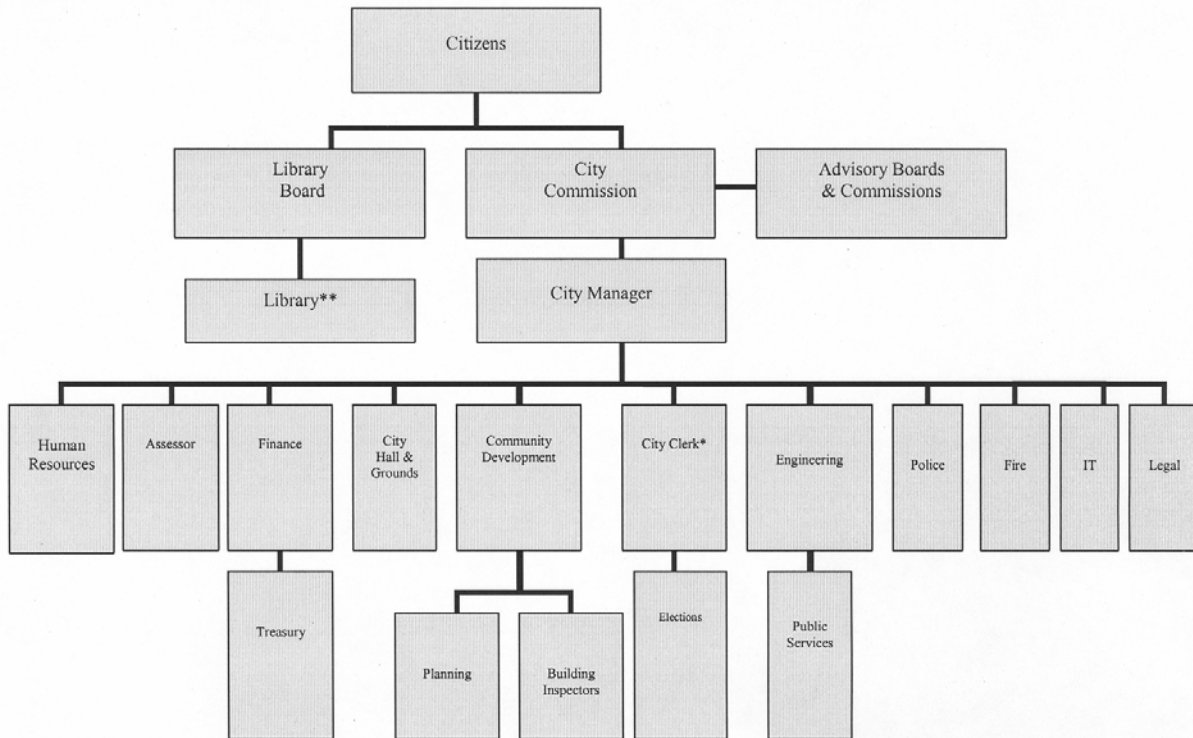 Citizens
Library
Board
City
Commission
Advisory Boards
& Commissions
Library**
City Manager
Human
Resources
Assessor
Finance
City
Hall &
Grounds
Community
Development
City Clerk*
Engineering
Police
Fire
IT
Legal
Treasury
Planning
Building
Inspectors
Elections
Public
Services